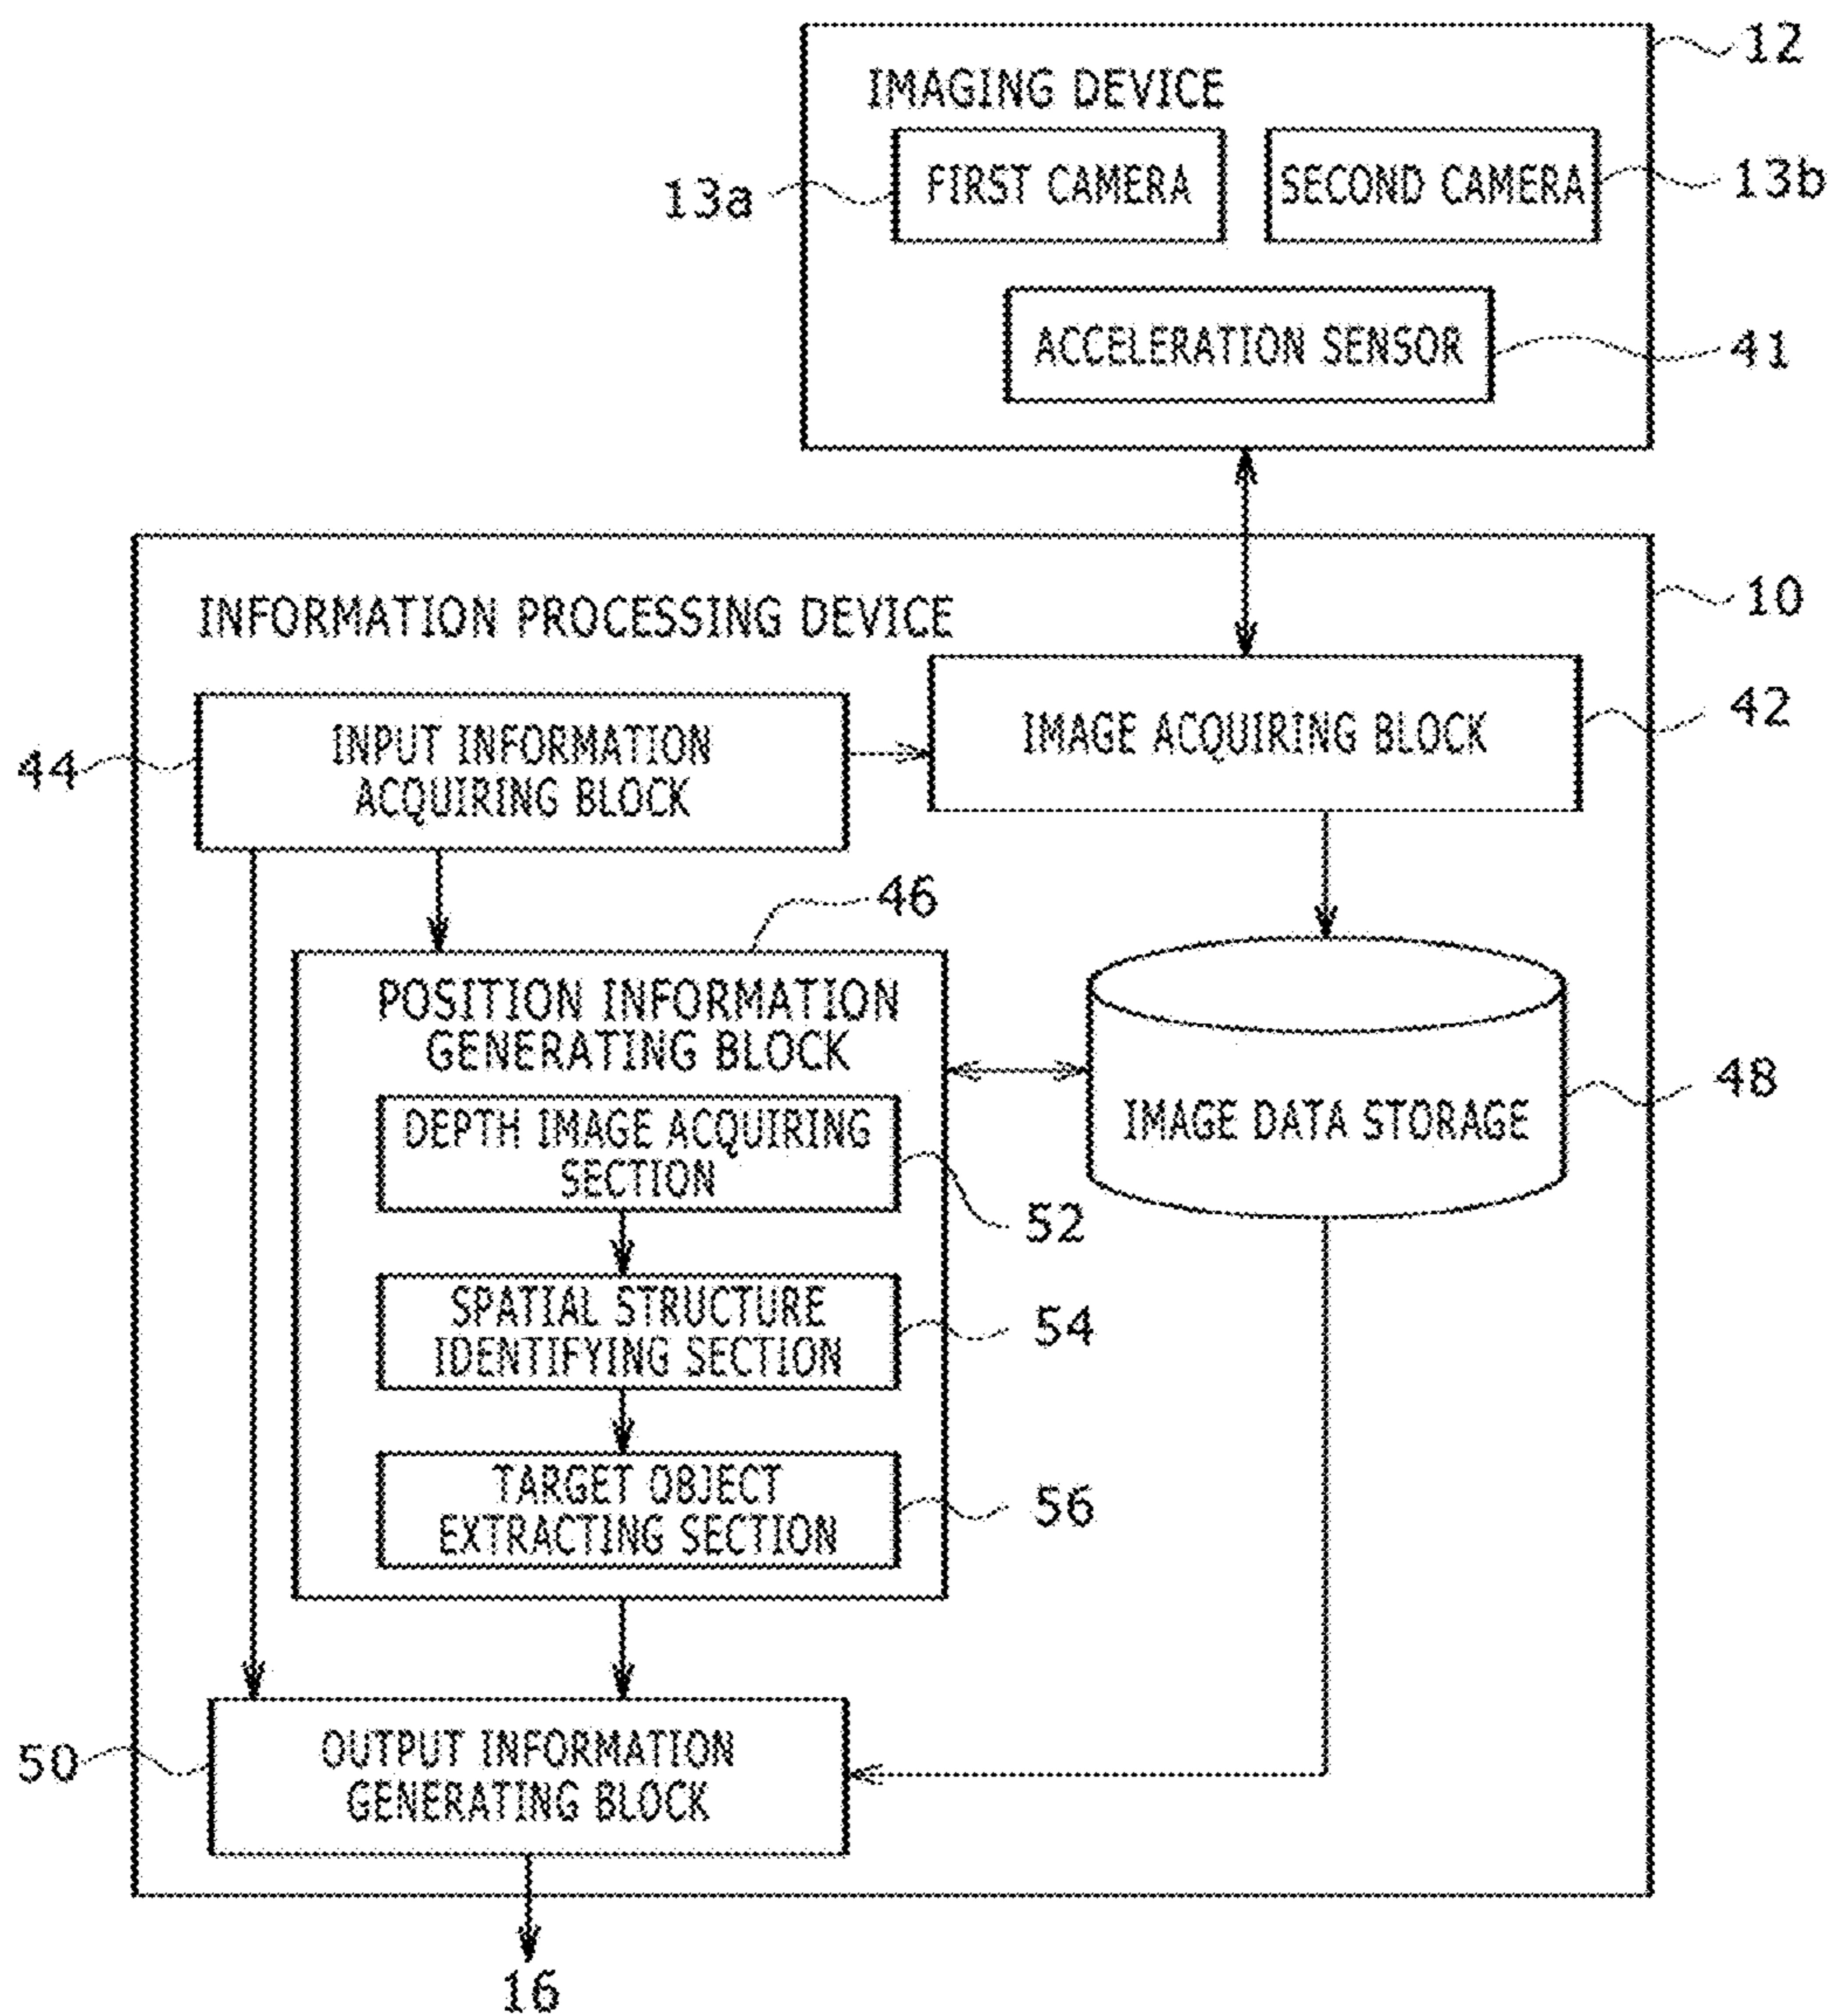 12
IMAGING DEVICE
13a
FIRST CAMERA
SECOND CAMERA
13b
ACCELERATION SENSOR
41
10
INFORMATION PROCESSING DEVICE
44
INPUT INFORMATION
ACQUIRING BLOCK
IMAGE ACQUIRING BLOCK
42
46
POSITION INFORMATION
GENERATING BLOCK
DEPTH IMAGE ACQUIRING
SECTION
52
IMAGE DATA STORAGE
48
SPATIAL STRUCTURE
IDENTIFYING SECTION
54
TARGET OBJECT
EXTRACTING SECTION
56
50
OUTPUT INFORMATION
GENERATING BLOCK
16